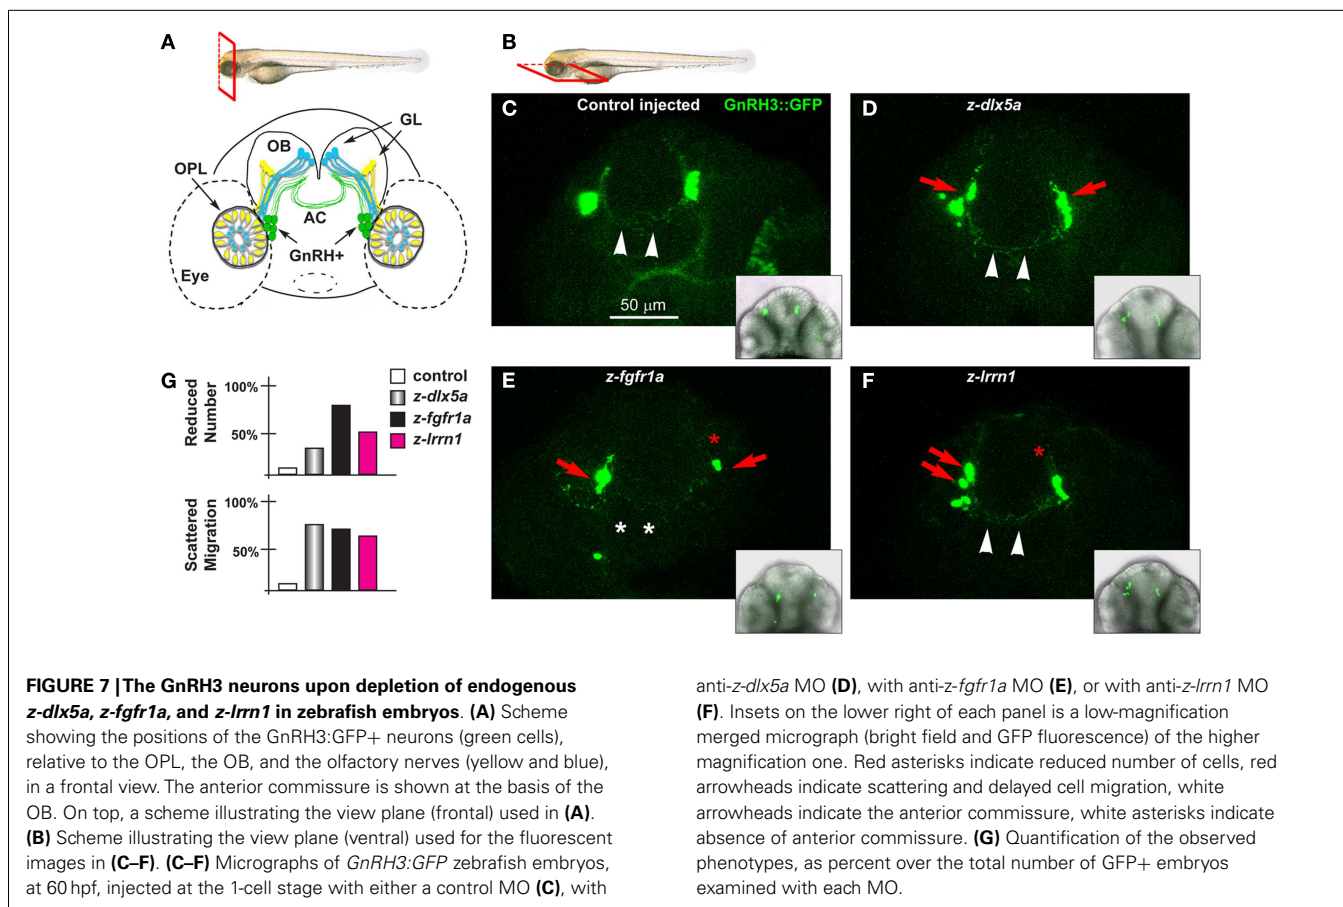 A
B
OB
GL
OPL
AC
GnRH+
Eye
C
Control injected
GnRH3::GFP
50 µm
D
z-dlx5a
E
z-fgfr1a
*
* *
F
z-lrrn1
*
G
Reduced
Number
100%
50%
control
z-dlx5a
z-fgfr1a
z-lrrn1
Scattered
Migration
100%
50%
FIGURE 7 | The GnRH3 neurons upon depletion of endogenous
z-dlx5a, z-fgfr1a, and z-lrrn1 in zebrafish embryos. (A) Scheme
showing the positions of the GnRH3:GFP+ neurons (green cells),
relative to the OPL, the OB, and the olfactory nerves (yellow and blue),
in a frontal view. The anterior commissure is shown at the basis of the
OB. On top, a scheme illustrating the view plane (frontal) used in (A).
(B) Scheme illustrating the view plane (ventral) used for the fluorescent
images in (C–F). (C–F) Micrographs of GnRH3:GFP zebrafish embryos,
at 60 hpf, injected at the 1-cell stage with either a control MO (C), with
anti-z-dlx5a MO (D), with anti-z-fgfr1a MO (E), or with anti-z-lrrn1 MO
(F). Insets on the lower right of each panel is a low-magnification
merged micrograph (bright field and GFP fluorescence) of the higher
magnification one. Red asterisks indicate reduced number of cells, red
arrowheads indicate scattering and delayed cell migration, white
arrowheads indicate the anterior commissure, white asterisks indicate
absence of anterior commissure. (G) Quantification of the observed
phenotypes, as percent over the total number of GFP+ embryos
examined with each MO.